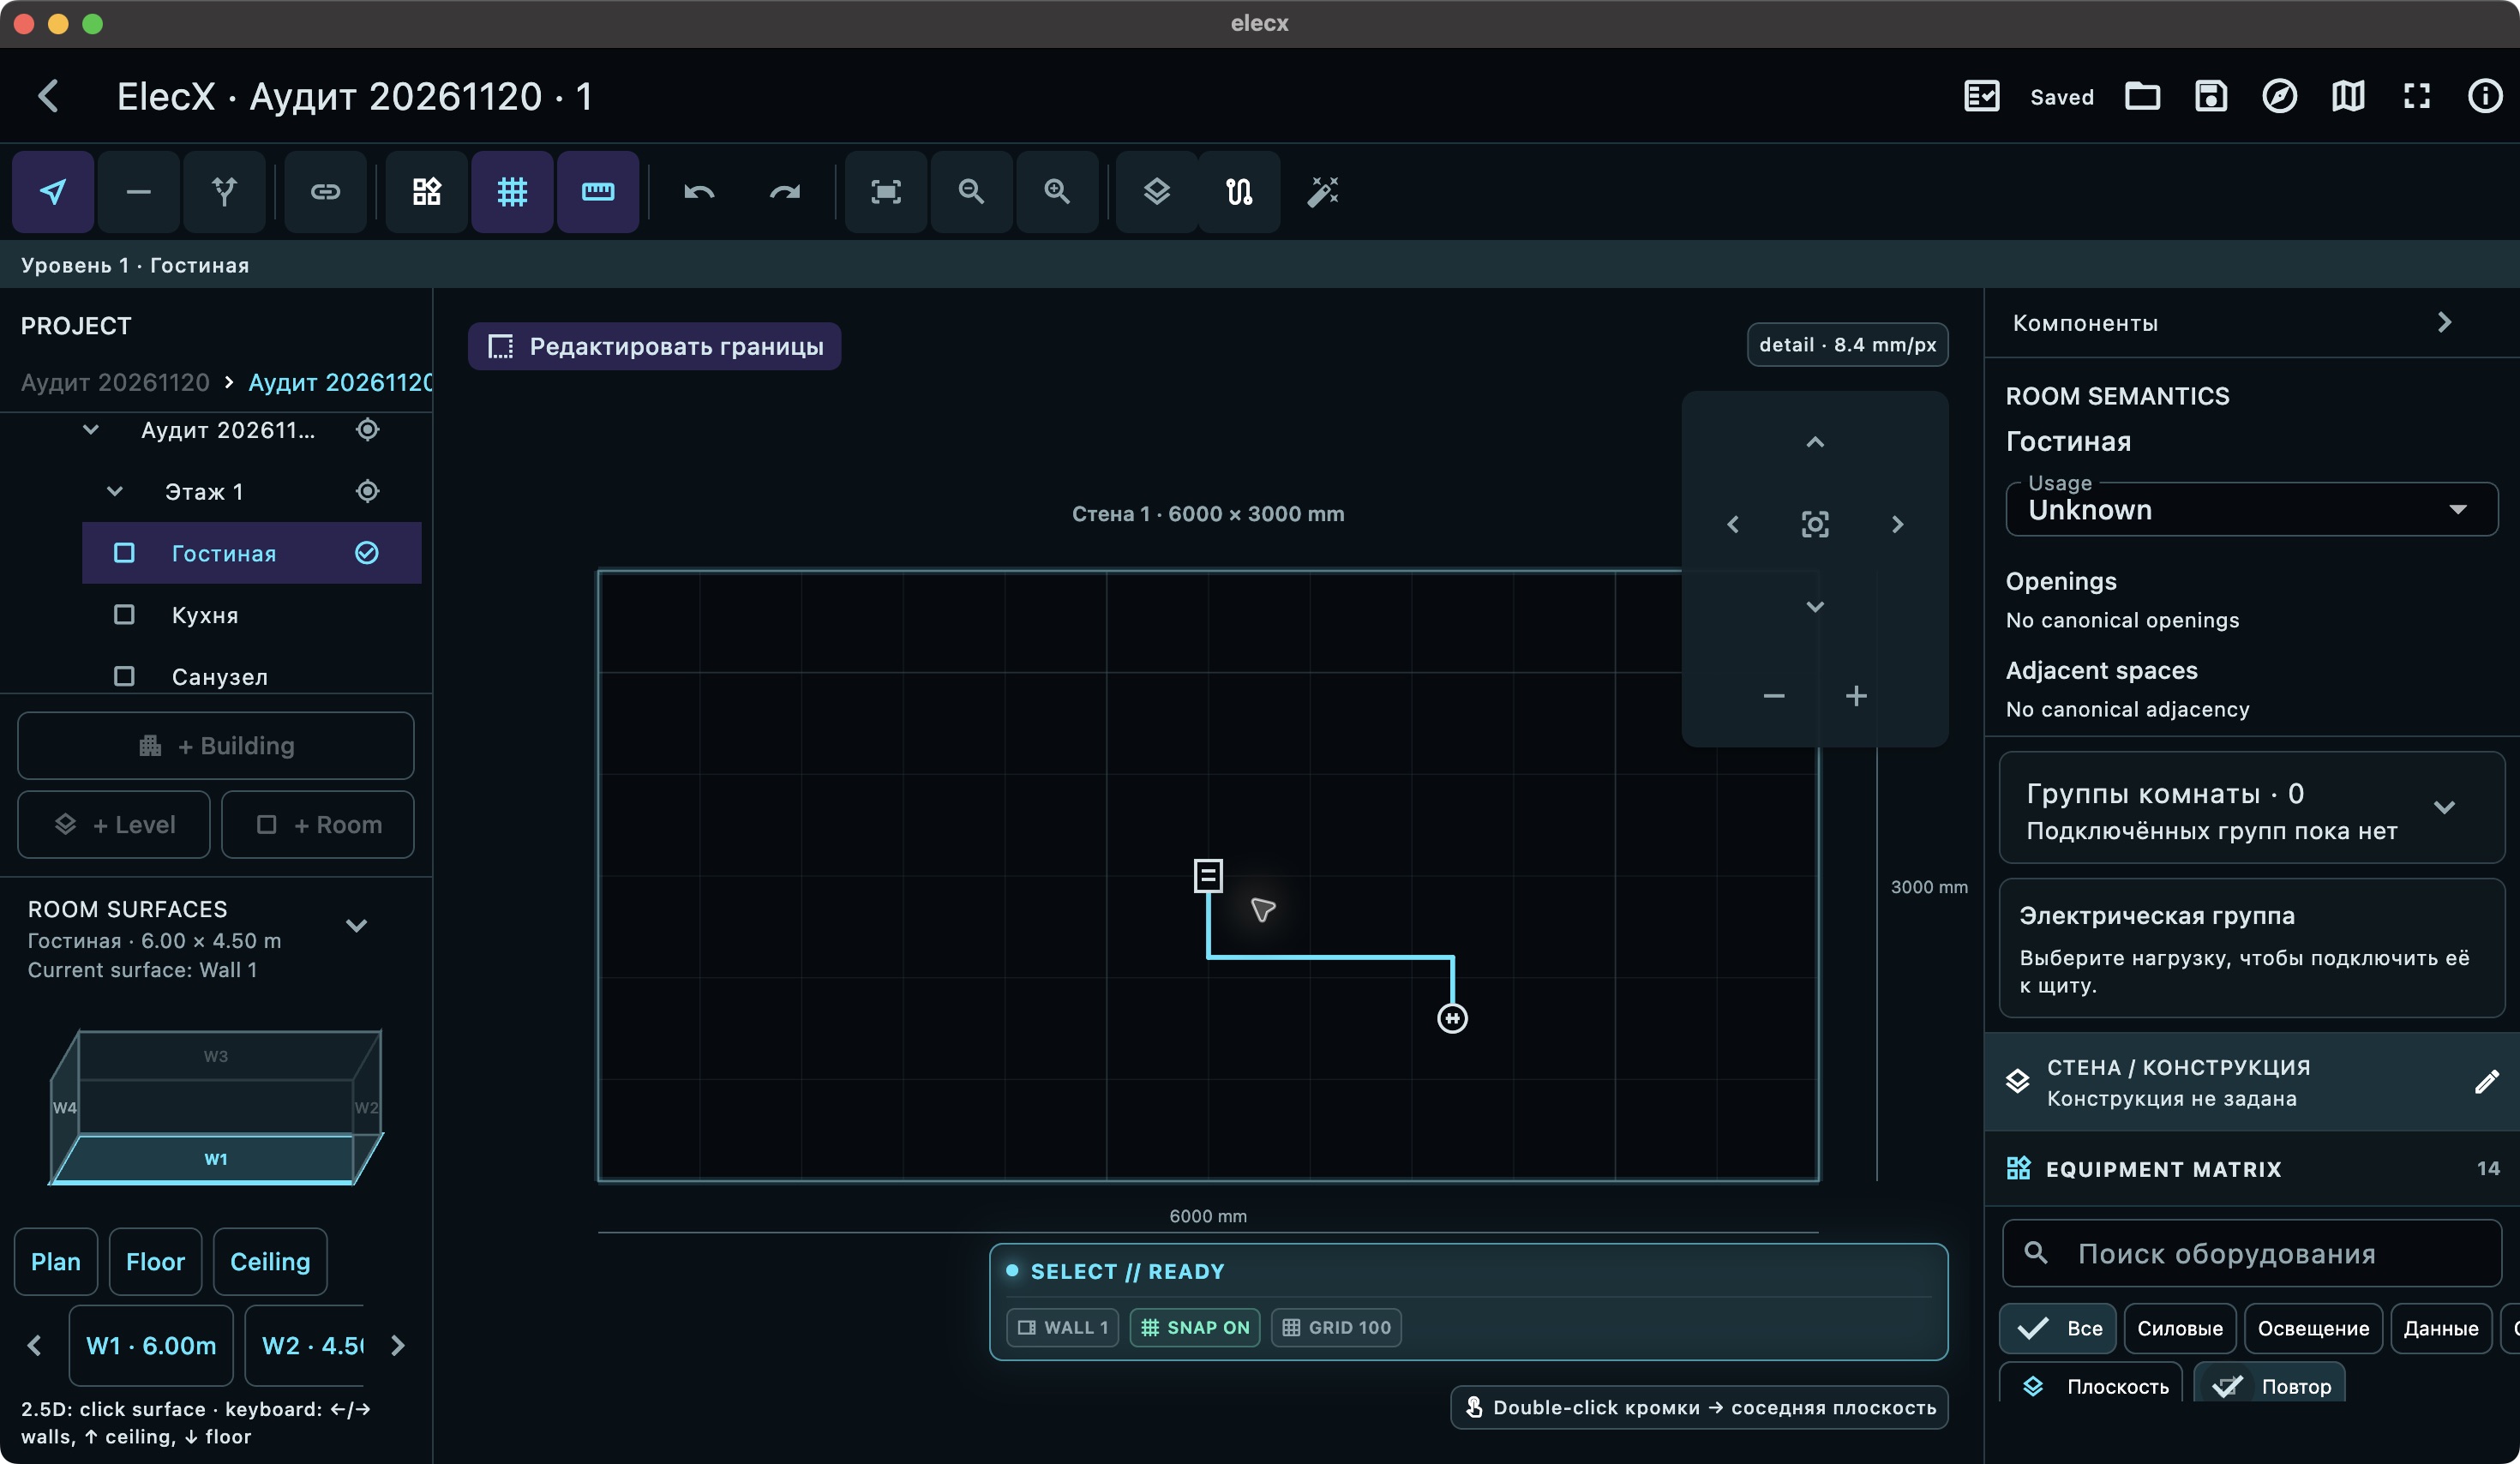 elecx
ElecX · Аудит 20261120 · 1
Saved
Уровень 1 · Гостиная
PROJECT
Аудит 20261120 › Аудит 20261120
Аудит 202611...
Этаж 1
Гостиная
Кухня
Санузел
+ Building
+ Level
+ Room
ROOM SURFACES
Гостиная · 6.00 × 4.50 m
Current surface: Wall 1
W3
W4
W2
W1
Plan
Floor
Ceiling
W1 · 6.00m
W2 · 4.5
2.5D: click surface · keyboard: ←/→
walls, ↑ ceiling, ↓ floor
Редактировать границы
detail · 8.4 mm/px
Стена 1 · 6000 × 3000 mm
3000 mm
6000 mm
SELECT // READY
WALL 1
SNAP ON
GRID 100
Double-click кромки → соседняя плоскость
Компоненты
ROOM SEMANTICS
Гостиная
Usage
Unknown
Openings
No canonical openings
Adjacent spaces
No canonical adjacency
Группы комнаты · 0
Подключённых групп пока нет
Электрическая группа
Выберите нагрузку, чтобы подключить её
к щиту.
СТЕНА / КОНСТРУКЦИЯ
Конструкция не задана
EQUIPMENT MATRIX
14
Поиск оборудования
Все
Силовые
Освещение
Данные
Плоскость
Повтор